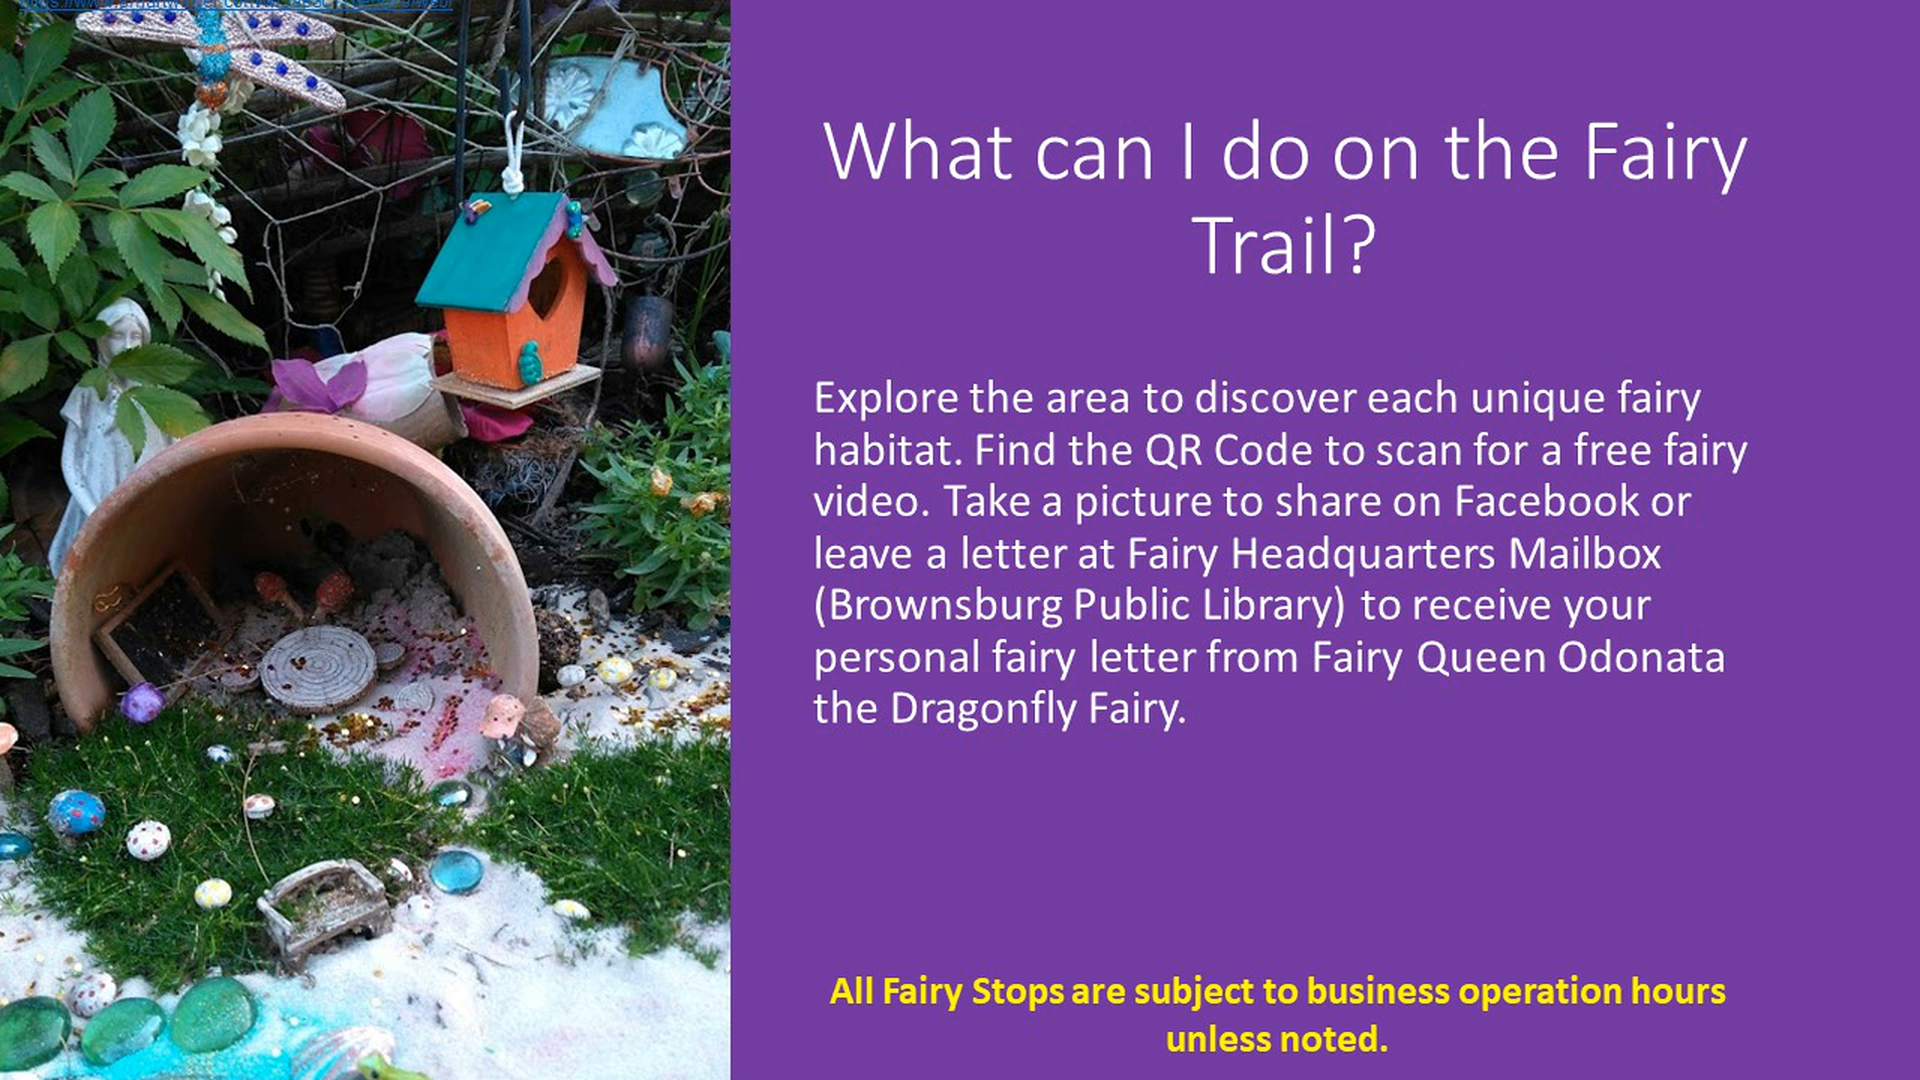 What can I do on the Fairy
Trail?
Explore the area to discover each unique fairy
habitat. Find the QR Code to scan for a free fairy
video. Take a picture to share on Facebook or
leave a letter at Fairy Headquarters Mailbox
(Brownsburg Public Library) to receive your
personal fairy letter from Fairy Queen Odonata
the Dragonfly Fairy.
All Fairy Stops are subject to business operation hours
unless noted.